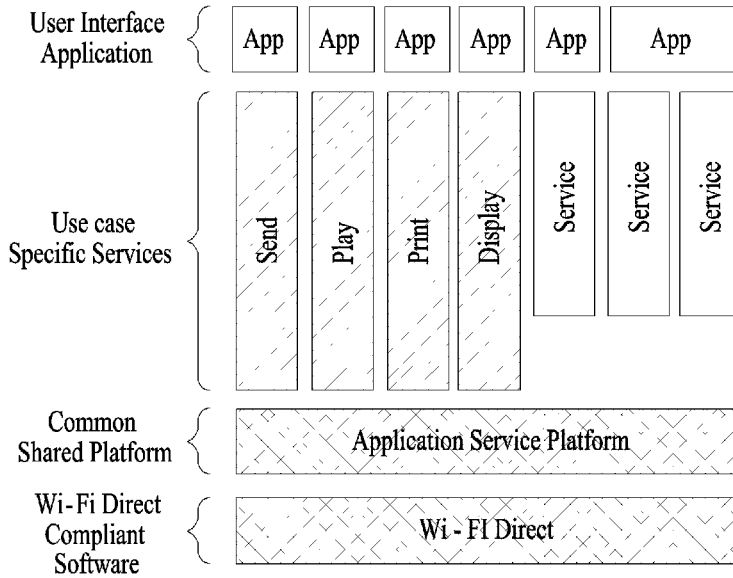 User Interface
Application
App App App App App App
Use case
Specific Services
Send
Play
Print
Display
Service
Service
Service
Common
Shared Platform
Application Service Platform
Wi-Fi Direct
Compliant
Software
Wi - FI Direct